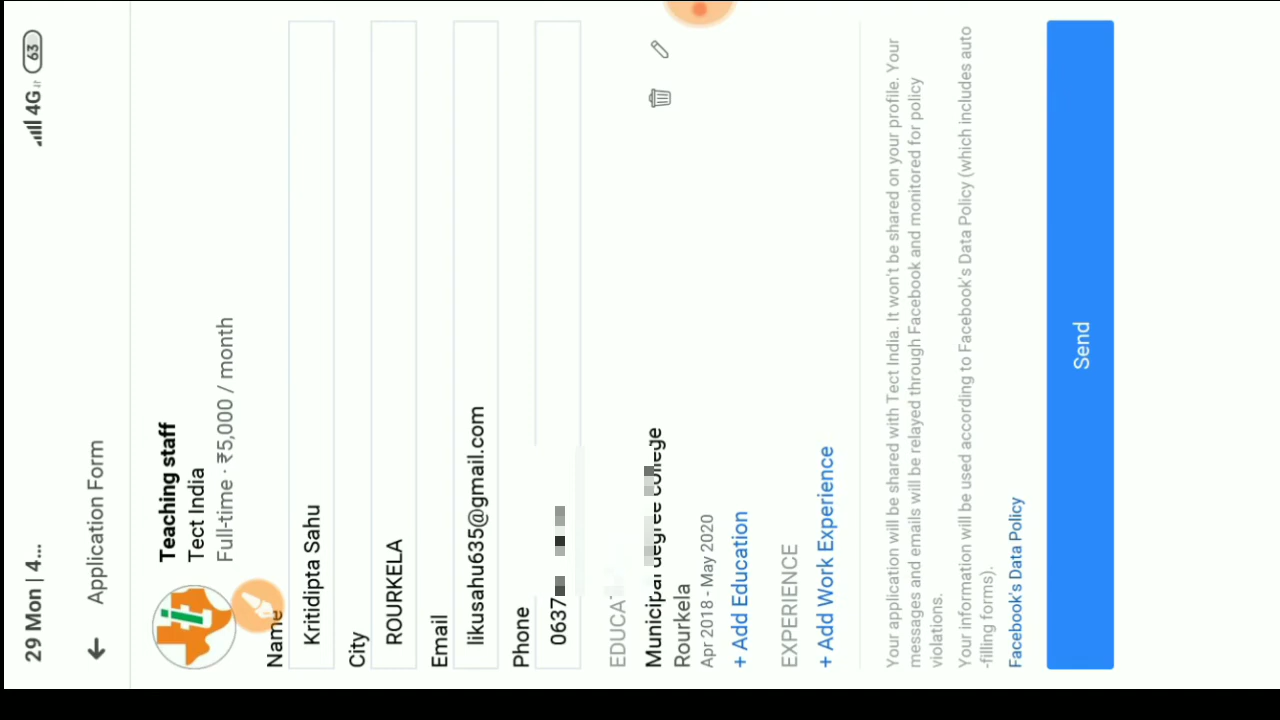 29 Mon | 4...
4G 63
Application Form
Teaching staff
Tect India
Full-time · ₹5,000 / month
Name
Kritidipta Sahu
City
ROURKELA
Email
likusahu635@gmail.com
Phone
0637
EDUCA
Municipal degree college
Rourkela
Apr 2018 - May 2020
+ Add Education
EXPERIENCE
+ Add Work Experience
Your application will be shared with Tect India. It won't be shared on your profile. Your
messages and emails will be relayed through Facebook and monitored for policy
violations.
Your information will be used according to Facebook's Data Policy (which includes auto
-filling forms).
Facebook's Data Policy
Send